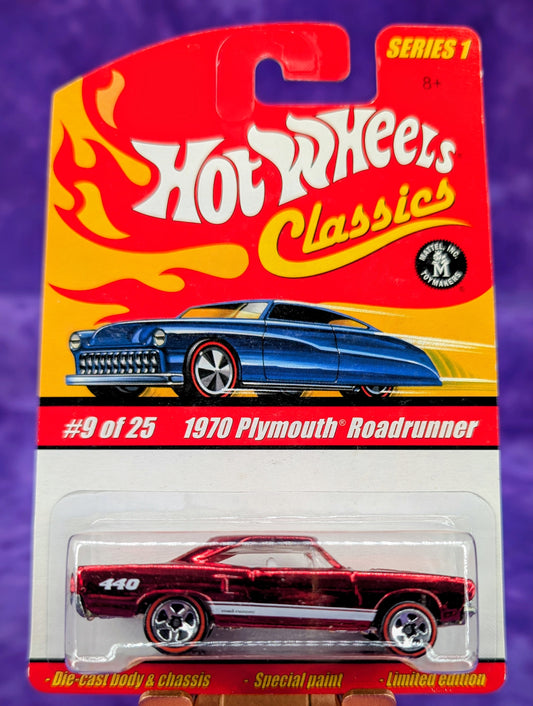 SERIES 1
8+
HOT WHEELS
Classics
MATTEL, INC.
TOYMAKERS
#9 of 25 1970 Plymouth® Roadrunner
440
· Die-cast body & chassis · Special paint · Limited edition